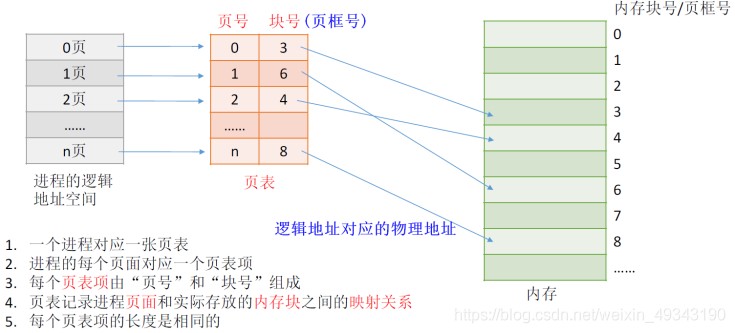 页号 块号(页框号) 内存块号/页框号
0页 0 3 0
1页 1 6 1
2页 2 4 2
…… …… 3
n页 n 8 4
进程的逻辑
地址空间
页表
5
6
7
8
……
逻辑地址对应的物理地址
内存
1. 一个进程对应一张页表
2. 进程的每个页面对应一个页表项
3. 每个页表项由“页号”和“块号”组成
4. 页表记录进程页面和实际存放的内存块之间的映射关系
5. 每个页表项的长度是相同的
https://blog.csdn.net/weixin_49343190